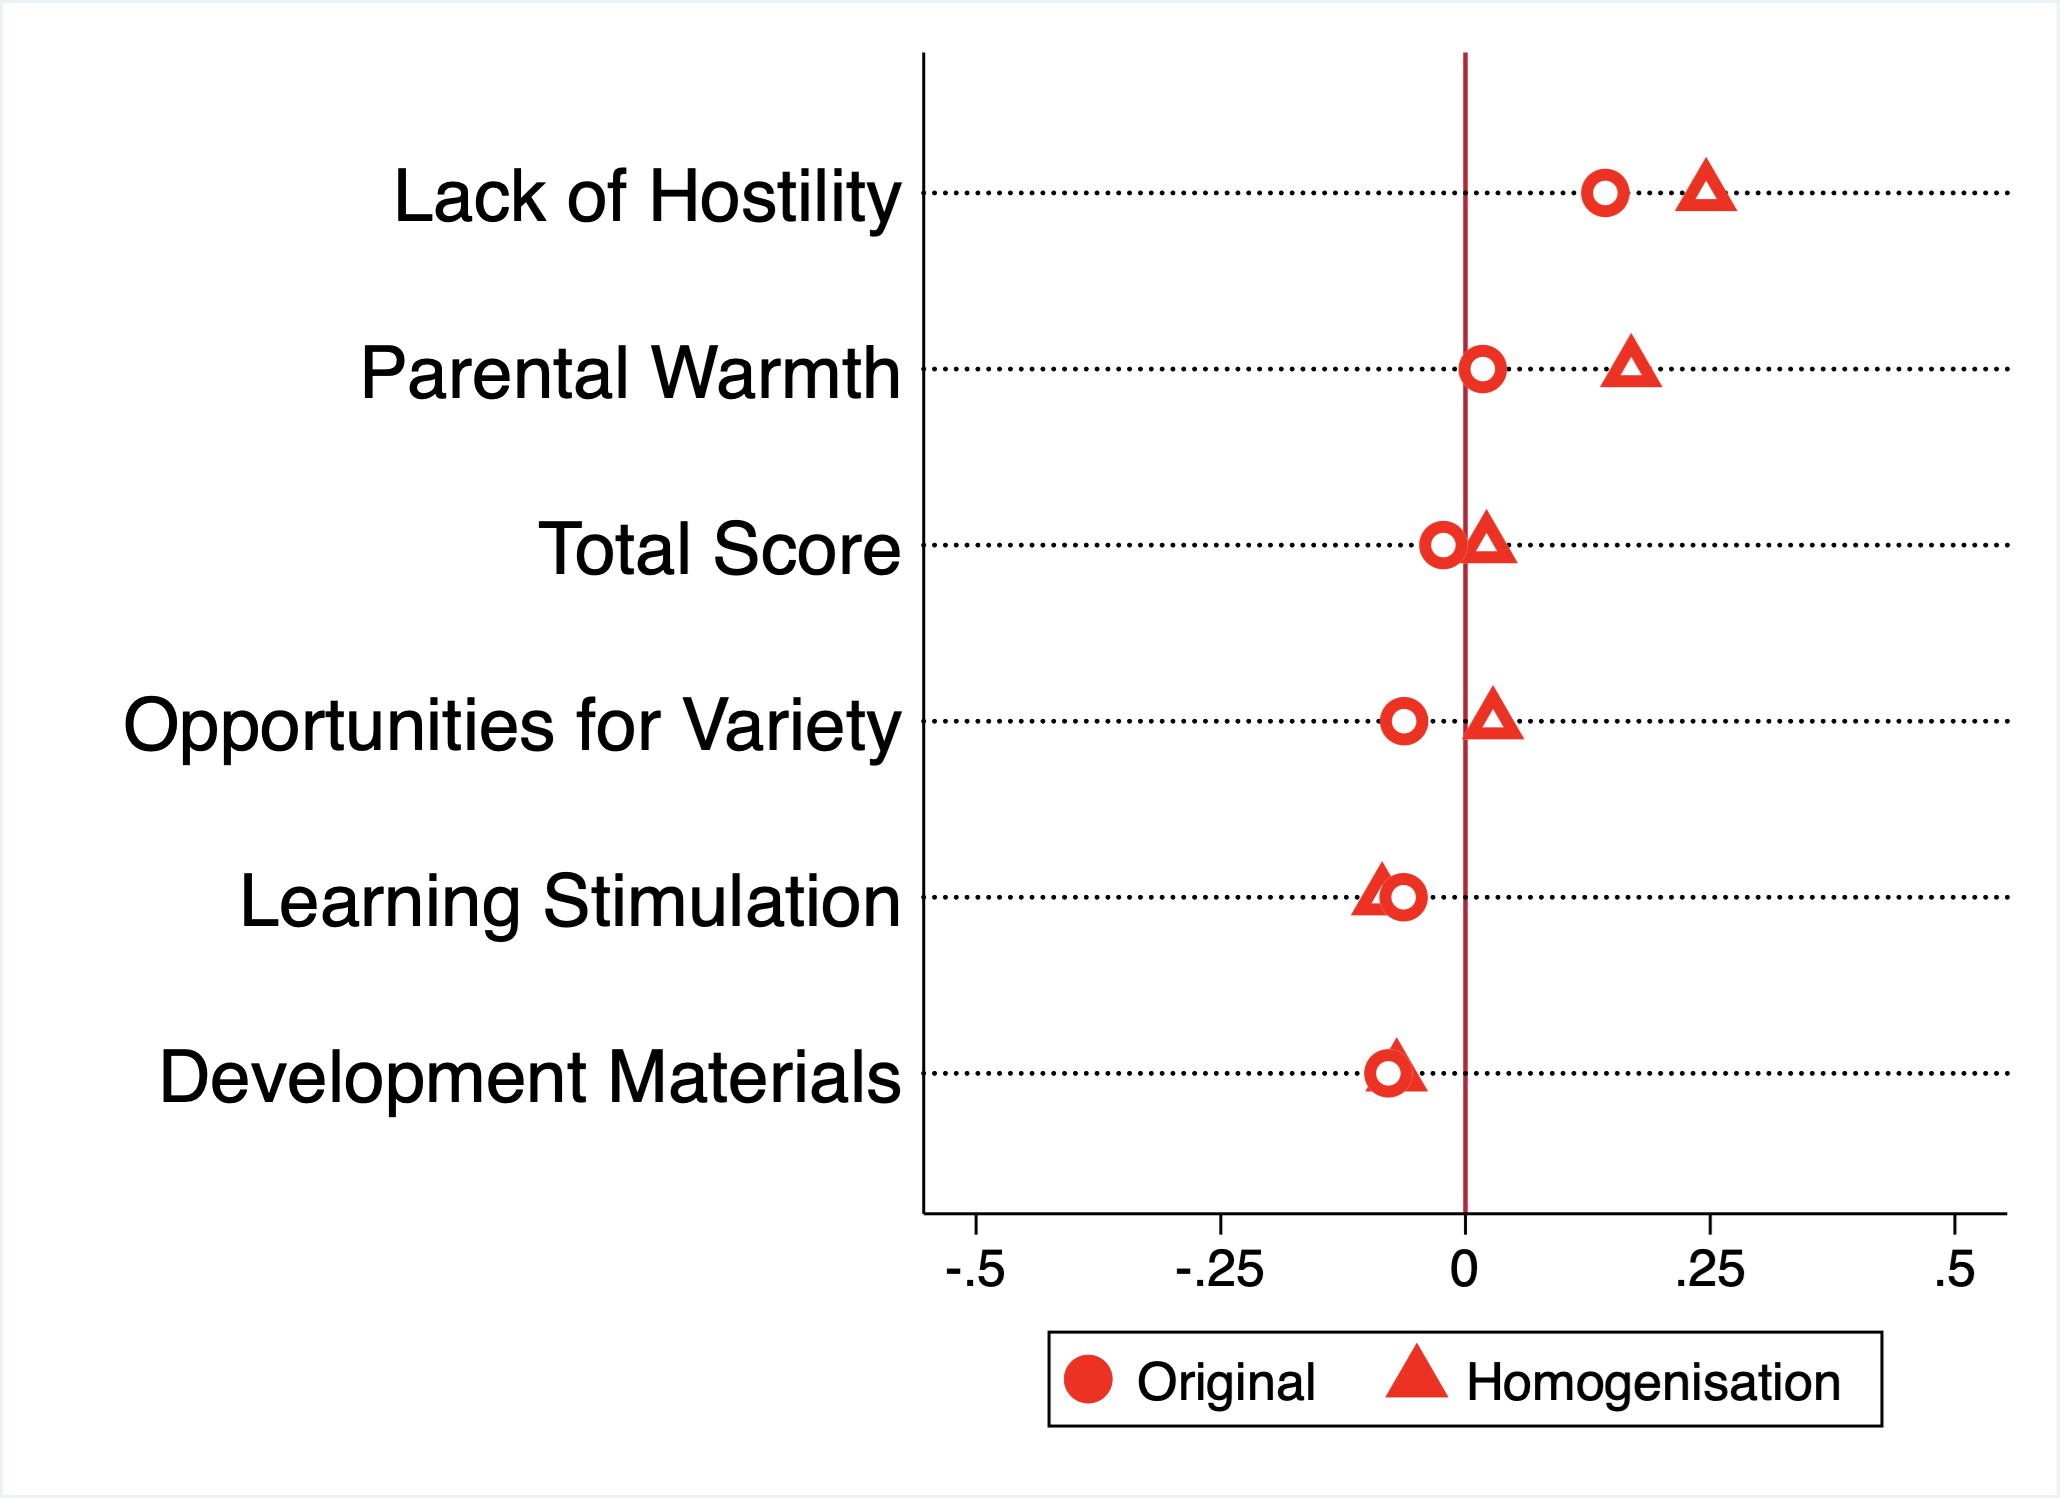 Lack of Hostility
Parental Warmth
Total Score
Opportunities for Variety
Learning Stimulation
Development Materials
-.5 -.25 0 .25 .5
Original Homogenisation